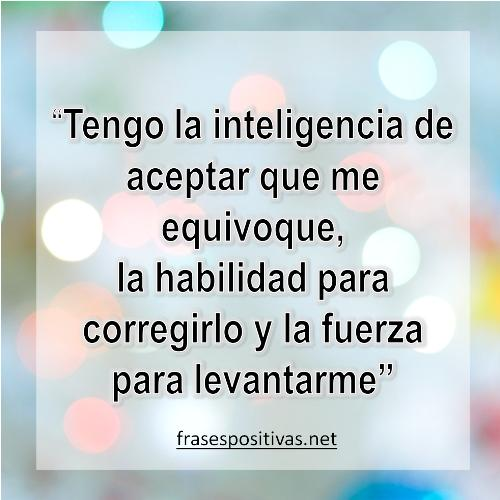 “Tengo la inteligencia de
aceptar que me
equivoque,
la habilidad para
corregirlo y la fuerza
para levantarme”
frasespositivas.net